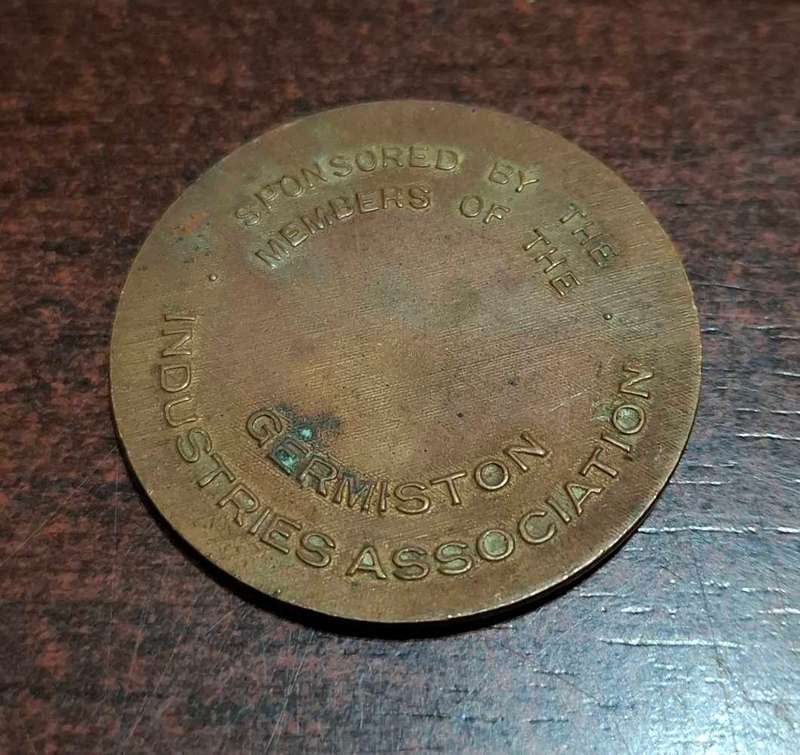 SPONSORED BY THE
MEMBERS OF THE
GERMISTON
INDUSTRIES ASSOCIATION